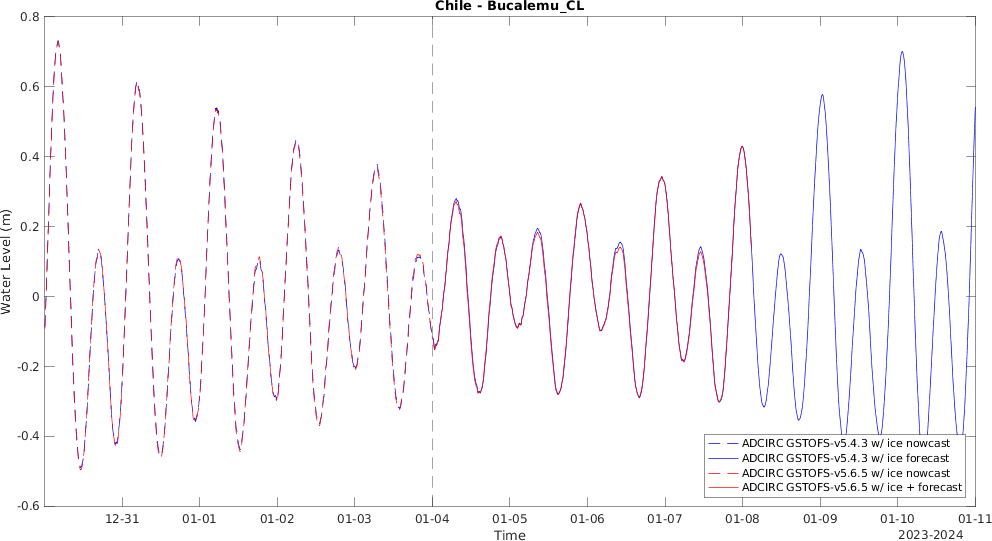 Chile - Bucalemu_CL
0.8
0.6
0.4
0.2
0
-0.2
-0.4
-0.6
Water Level (m)
ADCIRC GSTOFS-v5.4.3 w/ ice nowcast
ADCIRC GSTOFS-v5.4.3 w/ ice forecast
ADCIRC GSTOFS-v5.6.5 w/ ice nowcast
ADCIRC GSTOFS-v5.6.5 w/ ice + forecast
12-31 01-01 01-02 01-03 01-04 01-05 01-06 01-07 01-08 01-09 01-10 01-11
Time
2023-2024